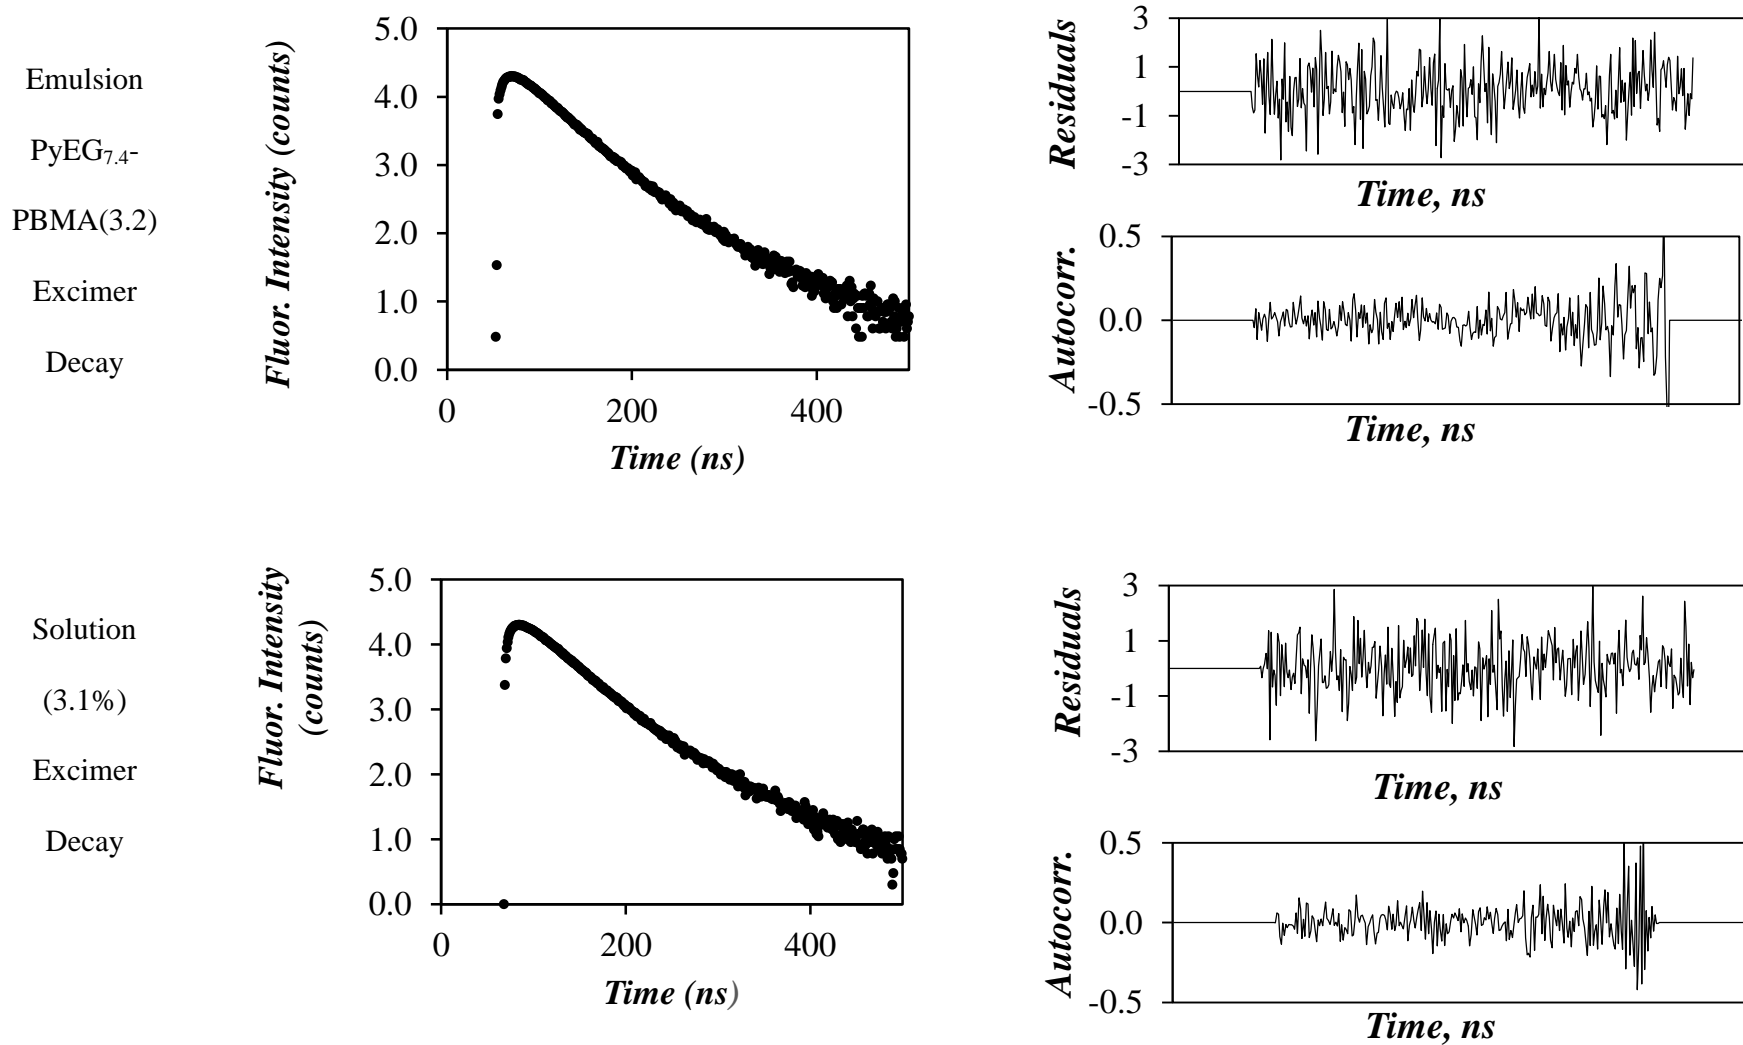 Emulsion
PyEG7.4-
PBMA(3.2)
Excimer
Decay
Fluor. Intensity (counts)
5.0
4.0
3.0
2.0
1.0
0.0
0
200
400
Time (ns)
Residuals
3
1
-1
-3
Time, ns
Autocorr.
0.5
0.0
-0.5
Time, ns
Solution
(3.1%)
Excimer
Decay
Fluor. Intensity
(counts)
5.0
4.0
3.0
2.0
1.0
0.0
0
200
400
Time (ns)
Residuals
3
1
-1
-3
Time, ns
Autocorr.
0.5
0.0
-0.5
Time, ns